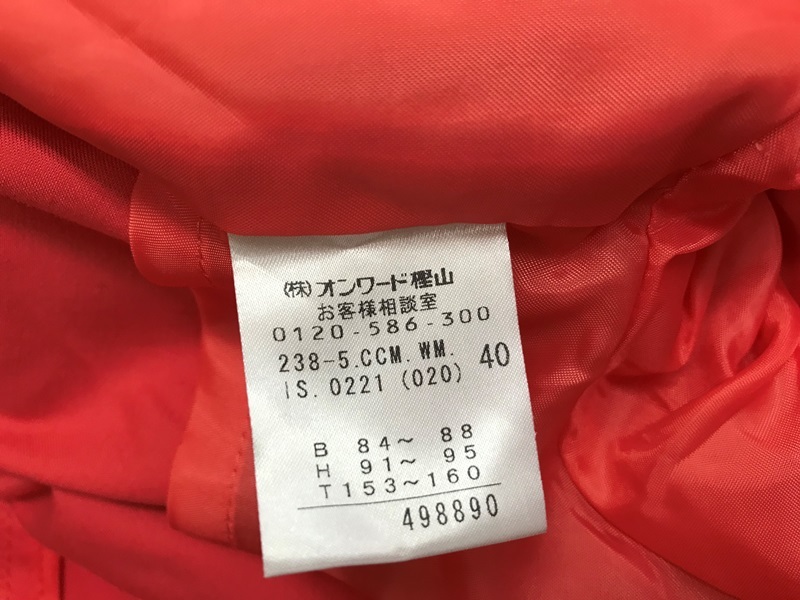 (株)オンワード樫山
お客様相談室
0120-586-300
238-5.CCM.WM. 40
IS.0221 (020)
B 84〜 88
H 91〜 95
T153〜160
498890